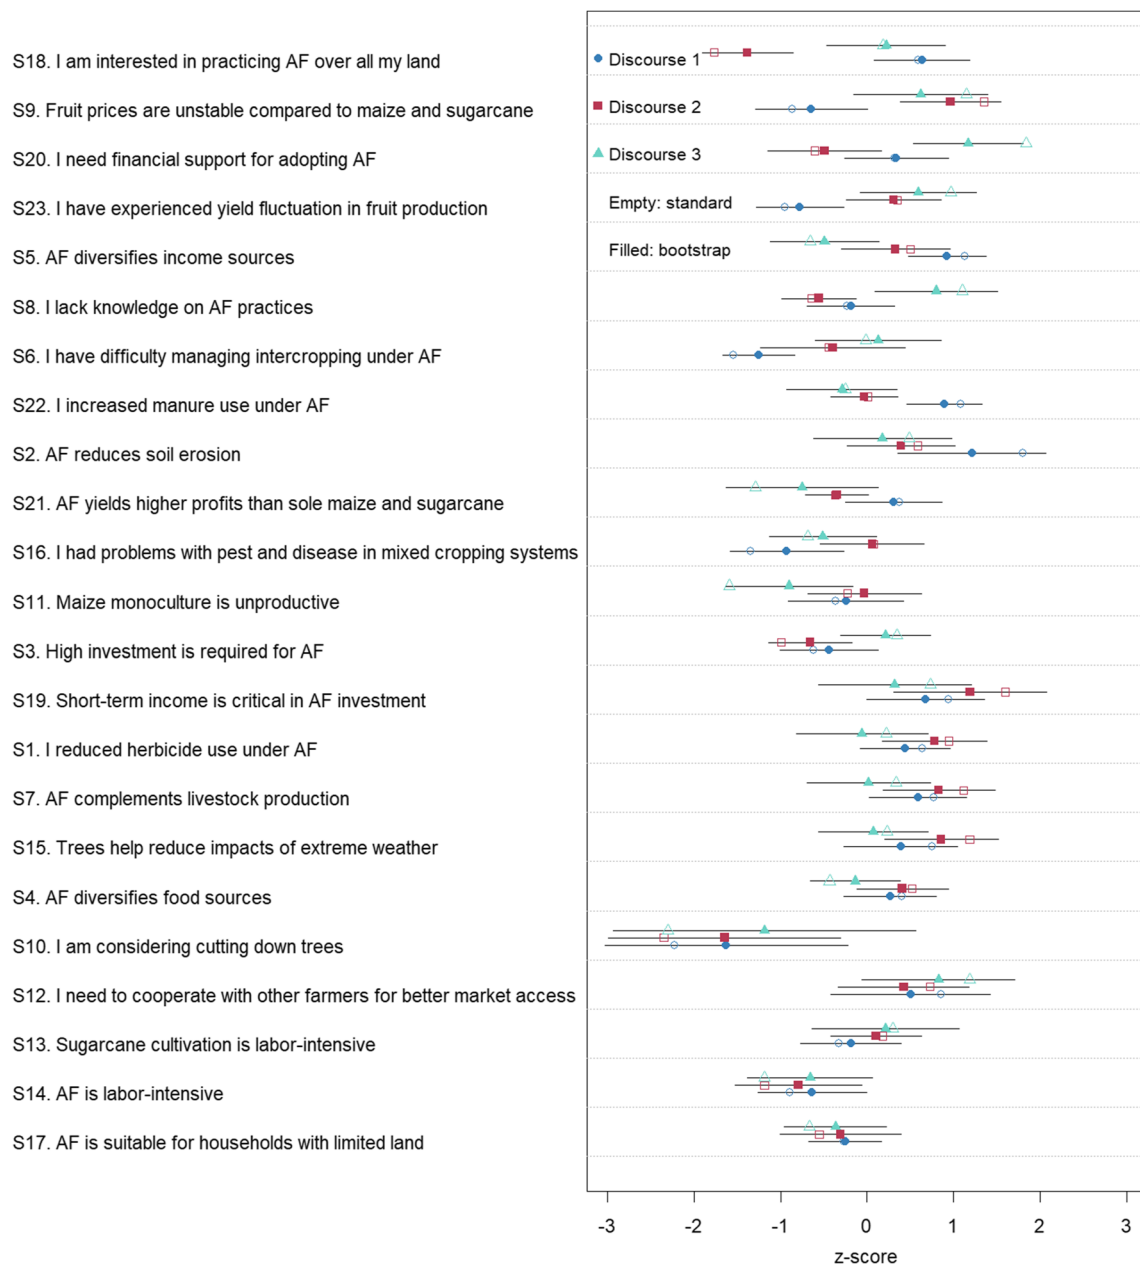 S18. I am interested in practicing AF over all my land
Discourse 1
S9. Fruit prices are unstable compared to maize and sugarcane
Discourse 2
S20. I need financial support for adopting AF
Discourse 3
S23. I have experienced yield fluctuation in fruit production
Empty: standard
S5. AF diversifies income sources
Filled: bootstrap
S8. I lack knowledge on AF practices
S6. I have difficulty managing intercropping under AF
S22. I increased manure use under AF
S2. AF reduces soil erosion
S21. AF yields higher profits than sole maize and sugarcane
S16. I had problems with pest and disease in mixed cropping systems
S11. Maize monoculture is unproductive
S3. High investment is required for AF
S19. Short-term income is critical in AF investment
S1. I reduced herbicide use under AF
S7. AF complements livestock production
S15. Trees help reduce impacts of extreme weather
S4. AF diversifies food sources
S10. I am considering cutting down trees
S12. I need to cooperate with other farmers for better market access
S13. Sugarcane cultivation is labor-intensive
S14. AF is labor-intensive
S17. AF is suitable for households with limited land
-3 -2 -1 0 1 2 3
z-score